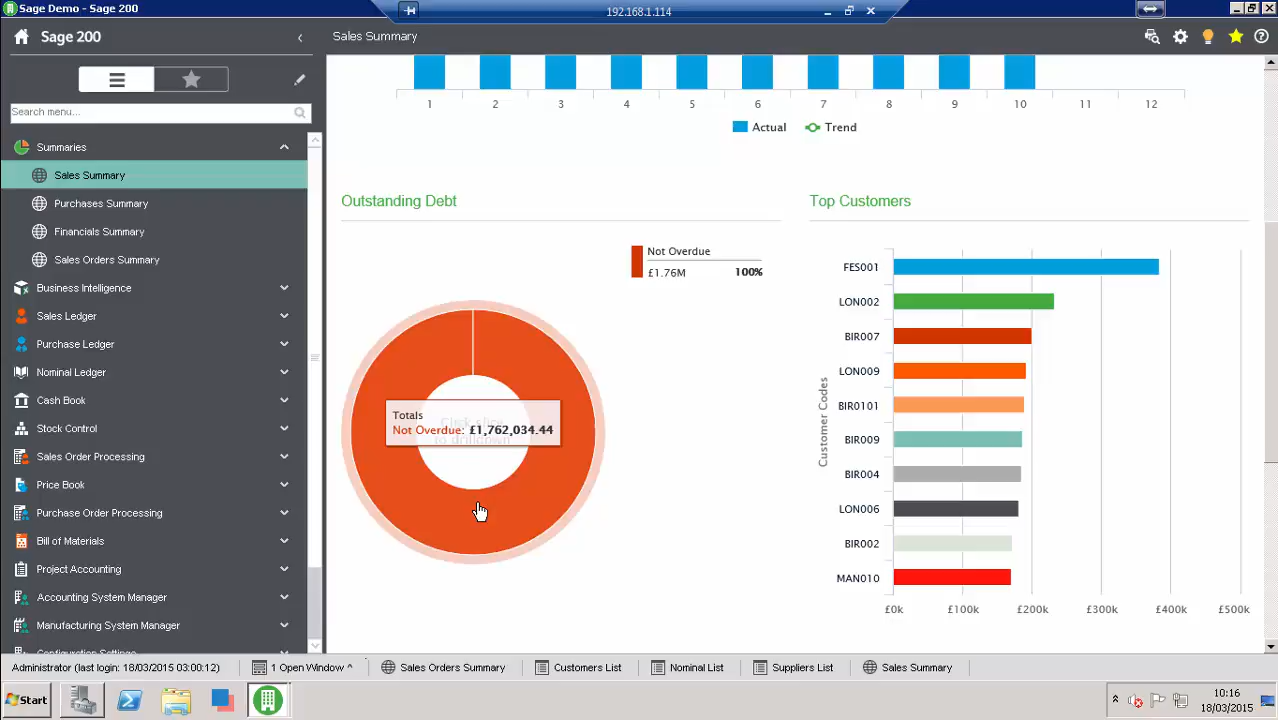 Sage Demo - Sage 200
192.168.1.114
Sage 200
Sales Summary
Search menu...
Summaries
Sales Summary
Purchases Summary
Financials Summary
Sales Orders Summary
Business Intelligence
Sales Ledger
Purchase Ledger
Nominal Ledger
Cash Book
Stock Control
Sales Order Processing
Price Book
Purchase Order Processing
Bill of Materials
Project Accounting
Accounting System Manager
Manufacturing System Manager
Configuration Settings
1 2 3 4 5 6 7 8 9 10 11 12
Actual Trend
Outstanding Debt
Not Overdue
£1.76M 100%
Totals
Not Overdue: £1,762,034.44
Click slice
to drilldown
Top Customers
Customer Codes
FES001
LON002
BIR007
LON009
BIR0101
BIR009
BIR004
LON006
BIR002
MAN010
£0k £100k £200k £300k £400k £500k
Administrator (last login: 18/03/2015 03:00:12) 1 Open Window ^ Sales Orders Summary Customers List Nominal List Suppliers List Sales Summary
Start
10:16
18/03/2015